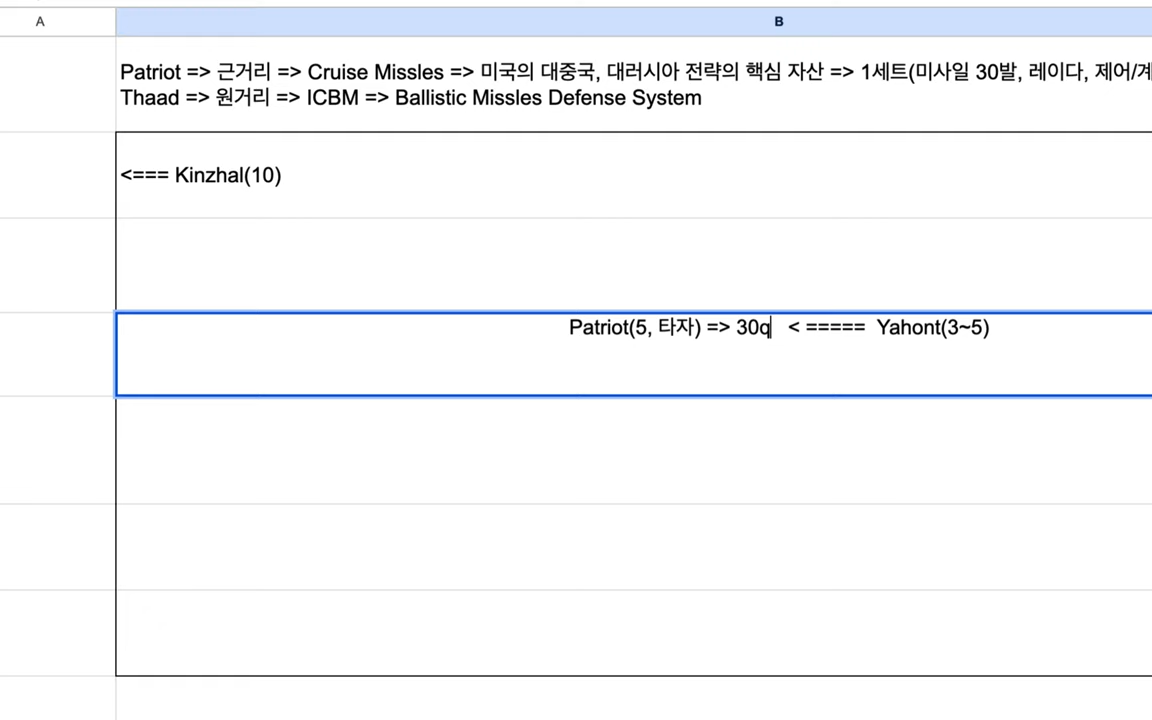 A B
Patriot => 근거리 => Cruise Missles => 미국의 대중국, 대러시아 전략의 핵심 자산 => 1세트(미사일 30발, 레이다, 제어/계
Thaad => 원거리 => ICBM => Ballistic Missles Defense System
<=== Kinzhal(10)
Patriot(5, 타자) => 30q < ===== Yahont(3~5)